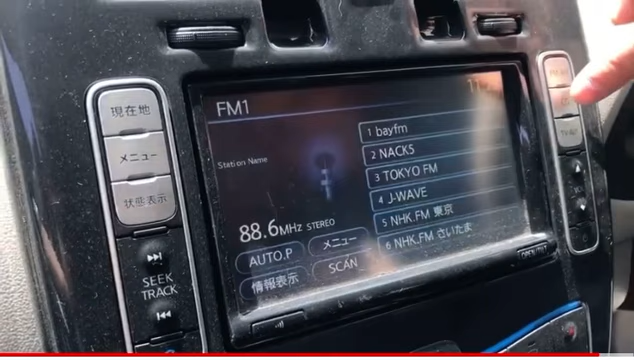 現在地
メニュー
状態表示
SEEK
TRACK
FM1
Station Name
88.6MHz STEREO
AUTO.P
メニュー
情報表示
SCAN
1 bayfm
2 NACK5
3 TOKYO FM
4 J-WAVE
5 NHK.FM 東京
6 NHK.FM さいたま
OPEN/TILT